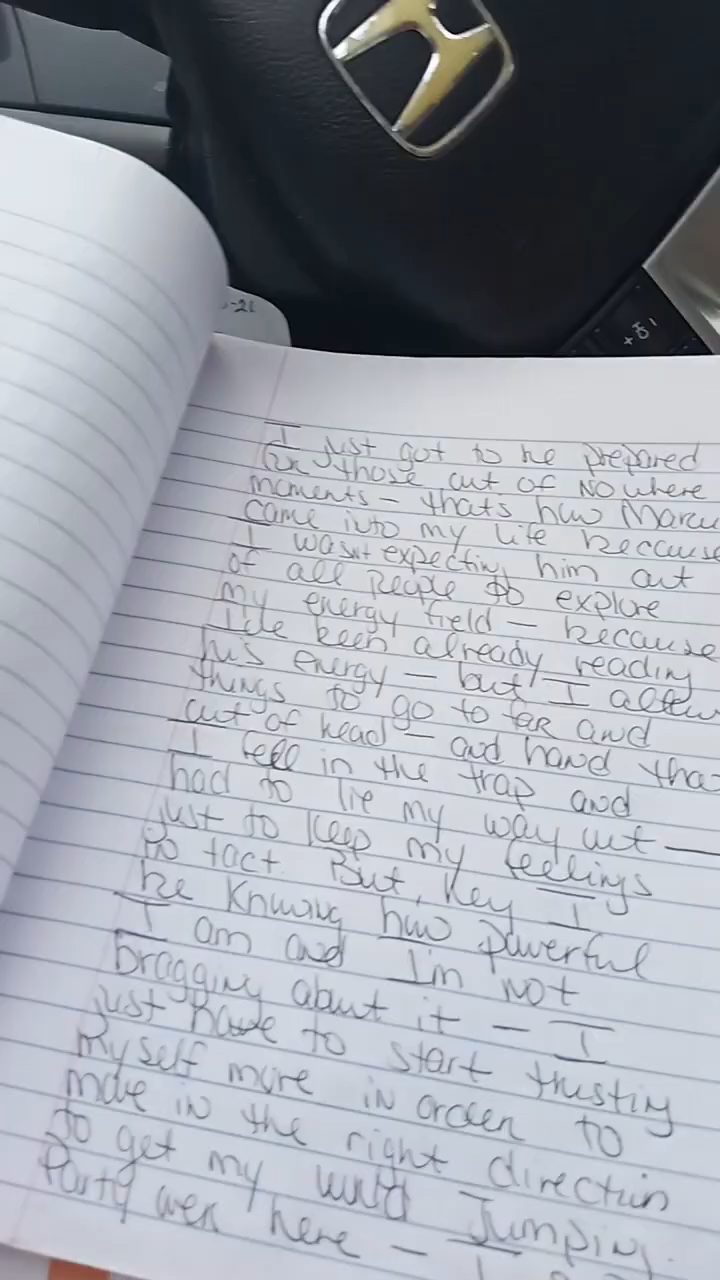 -21
I just got to be prepared
for those out of NO where
moments - thats how Marcu
came into my life because
I wasnt expecting him out
of all people to explore
my energy field - because
I've been already reading
his energy - but I allow
things to go to far and
out of head - and hand tha
I fell in the trap and
had to lie my way out -
just to keep my feelings
in tact. But, hey I
be knowing how powerful
I am and I'm not
bragging about it - I
just have to start trusting
myself more in order to
move in the right direction
to get my world Jumping.
Party over here - I